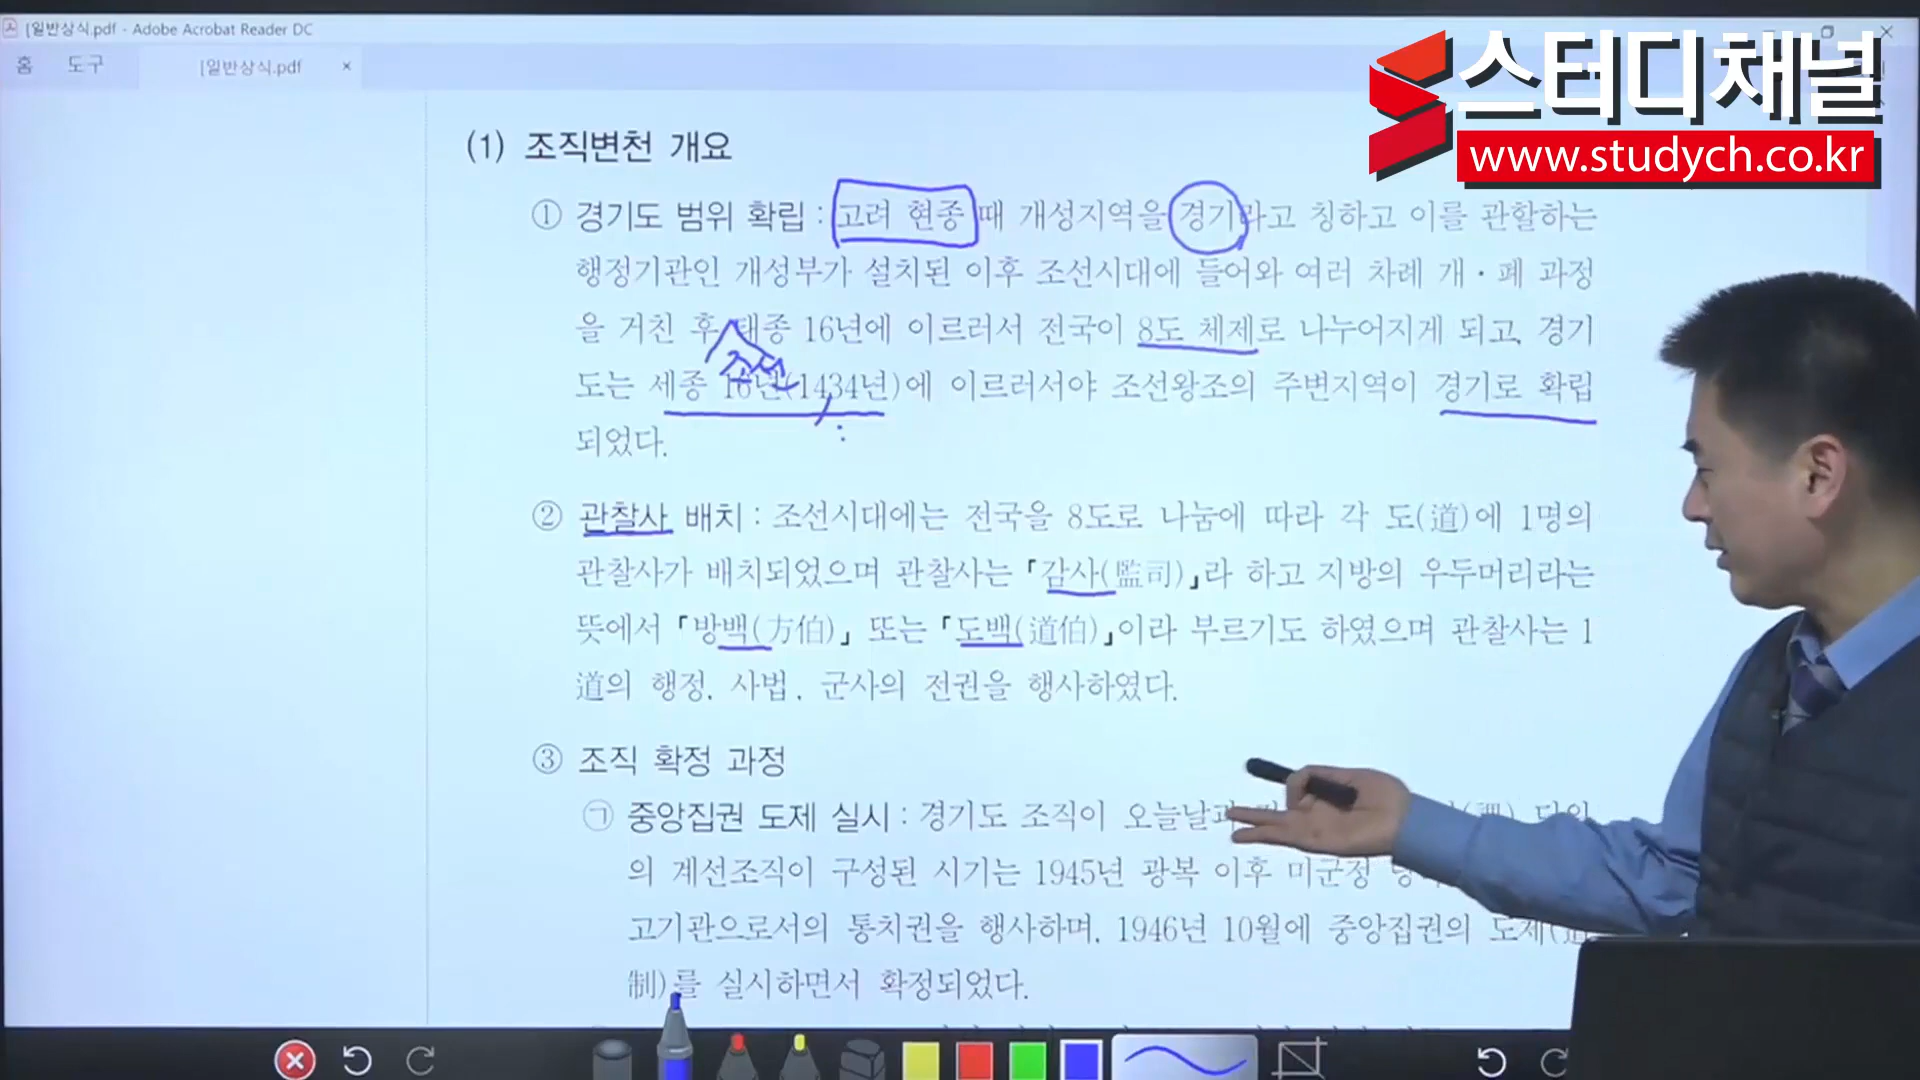 [일반상식.pdf - Adobe Acrobat Reader DC
홈 도구 [일반상식.pdf ×
스터디채널
www.studych.co.kr
(1) 조직변천 개요
① 경기도 범위 확립 : 고려 현종 때 개성지역을 경기라고 칭하고 이를 관할하는
행정기관인 개성부가 설치된 이후 조선시대에 들어와 여러 차례 개·폐 과정
을 거친 후 태종 16년에 이르러서 전국이 8도 체제로 나누어지게 되고, 경기
조선
도는 세종 16년(1434년)에 이르러서야 조선왕조의 주변지역이 경기로 확립
되었다.
② 관찰사 배치 : 조선시대에는 전국을 8도로 나눔에 따라 각 도(道)에 1명의
관찰사가 배치되었으며 관찰사는 「감사(監司)」라 하고 지방의 우두머리라는
뜻에서 「방백(方伯)」 또는 「도백(道伯)」이라 부르기도 하였으며 관찰사는 1
道의 행정, 사법, 군사의 전권을 행사하였다.
③ 조직 확정 과정
㉠ 중앙집권 도제 실시 : 경기도 조직이 오늘날과 단위
의 계선조직이 구성된 시기는 1945년 광복 이후 미군정
고기관으로서의 통치권을 행사하며, 1946년 10월에 중앙집권의 도제(道
制)를 실시하면서 확정되었다.